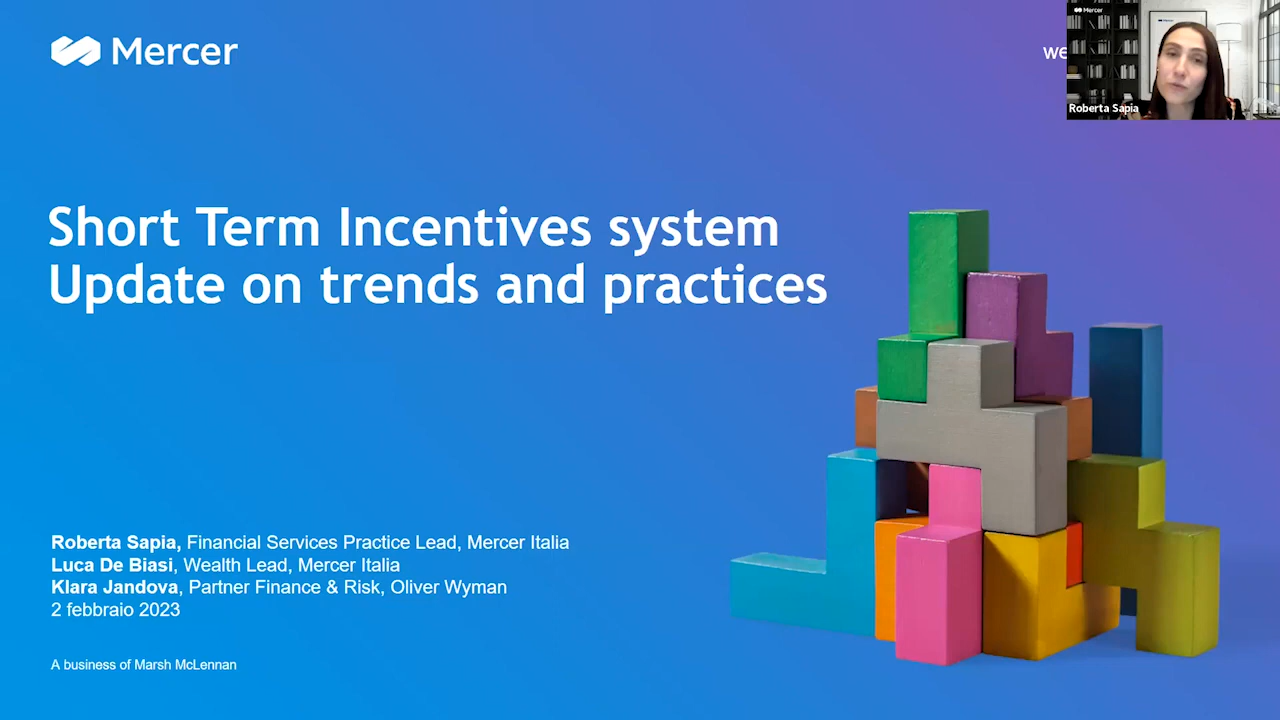 Mercer
Mercer
Roberta Sapia
Short Term Incentives system
Update on trends and practices
Roberta Sapia, Financial Services Practice Lead, Mercer Italia
Luca De Biasi, Wealth Lead, Mercer Italia
Klara Jandova, Partner Finance & Risk, Oliver Wyman
2 febbraio 2023
A business of Marsh McLennan